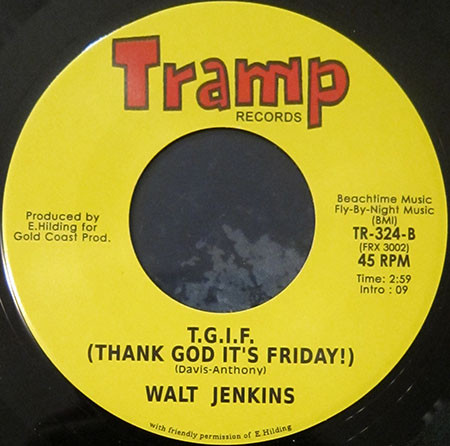 Tramp
RECORDS
Produced by
E.Hilding for
Gold Coast Prod.
Beachtime Music
Fly-By-Night Music
(BMI)
TR-324-B
(FRX 3002)
45 RPM
Time: 2:59
Intro : 09
T.G.I.F.
(THANK GOD IT'S FRIDAY!)
(Davis-Anthony)
WALT JENKINS
with friendly permission of E.Hilding